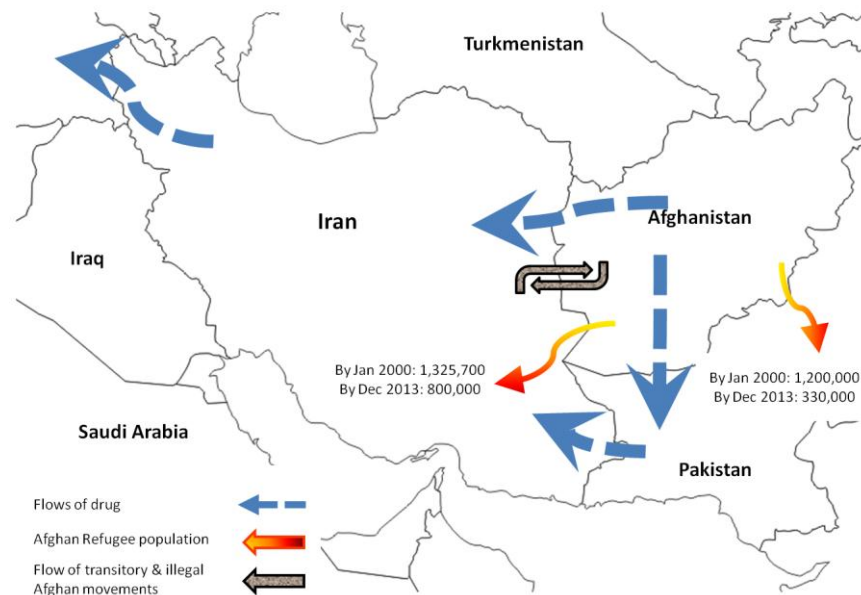 Turkmenistan
Iran
Afghanistan
Iraq
By Jan 2000: 1,325,700
By Dec 2013: 800,000
By Jan 2000: 1,200,000
By Dec 2013: 330,000
Saudi Arabia
Pakistan
Flows of drug
Afghan Refugee population
Flow of transitory & illegal
Afghan movements